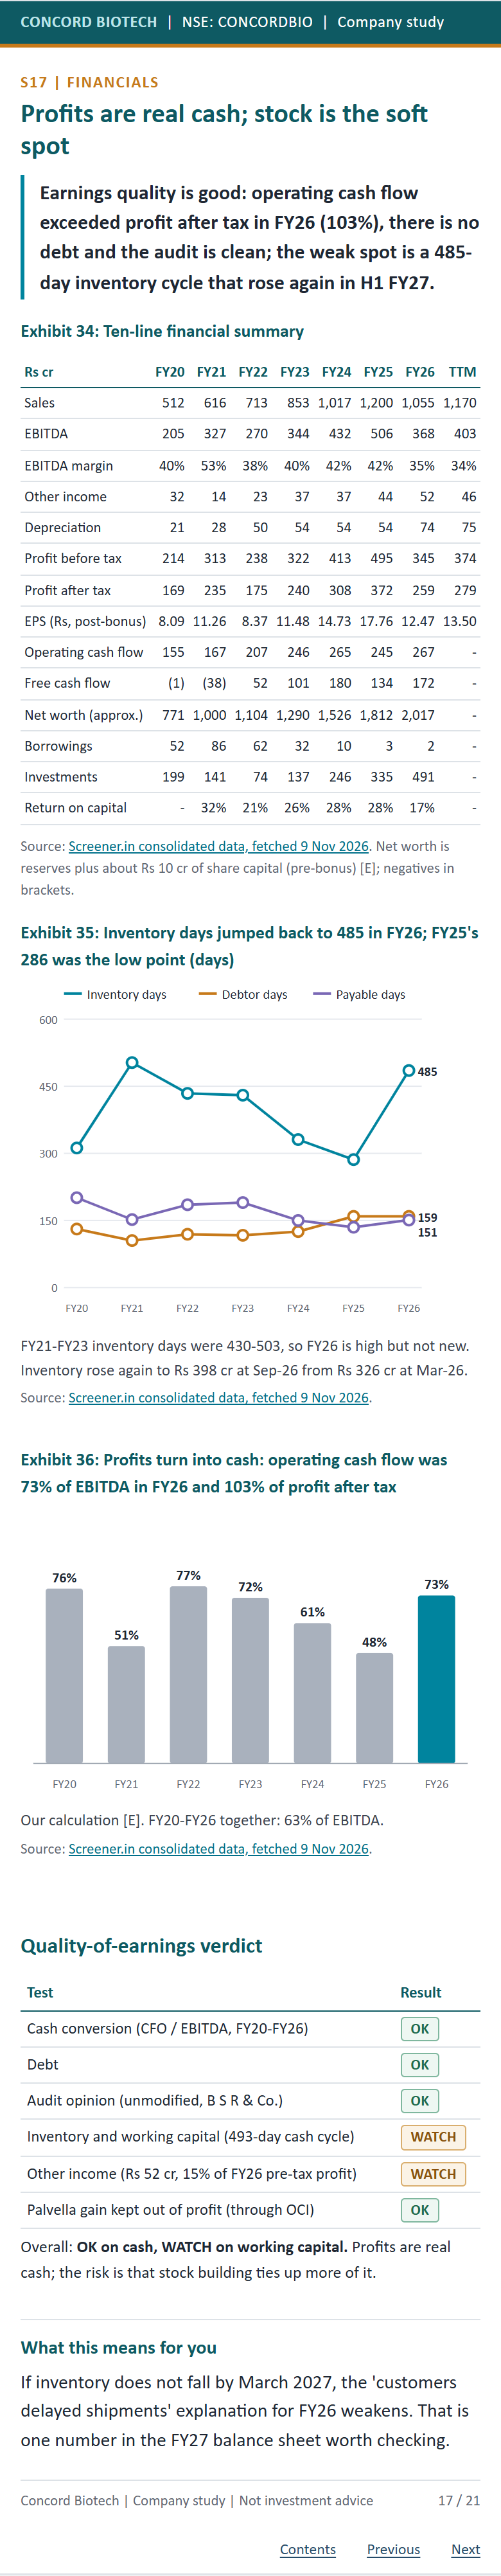 CONCORD BIOTECH | NSE: CONCORDBIO | Company study
S17 | FINANCIALS
Profits are real cash; stock is the soft
spot
Earnings quality is good: operating cash flow
exceeded profit after tax in FY26 (103%), there is no
debt and the audit is clean; the weak spot is a 485-
day inventory cycle that rose again in H1 FY27.
Exhibit 34: Ten-line financial summary
Rs cr FY20 FY21 FY22 FY23 FY24 FY25 FY26 TTM
Sales 512 616 713 853 1,017 1,200 1,055 1,170
EBITDA 205 327 270 344 432 506 368 403
EBITDA margin 40% 53% 38% 40% 42% 42% 35% 34%
Other income 32 14 23 37 37 44 52 46
Depreciation 21 28 50 54 54 54 74 75
Profit before tax 214 313 238 322 413 495 345 374
Profit after tax 169 235 175 240 308 372 259 279
EPS (Rs, post-bonus) 8.09 11.26 8.37 11.48 14.73 17.76 12.47 13.50
Operating cash flow 155 167 207 246 265 245 267 -
Free cash flow (1) (38) 52 101 180 134 172 -
Net worth (approx.) 771 1,000 1,104 1,290 1,526 1,812 2,017 -
Borrowings 52 86 62 32 10 3 2 -
Investments 199 141 74 137 246 335 491 -
Return on capital - 32% 21% 26% 28% 28% 17% -
Source: Screener.in consolidated data, fetched 9 Nov 2026. Net worth is
reserves plus about Rs 10 cr of share capital (pre-bonus) [E]; negatives in
brackets.
Exhibit 35: Inventory days jumped back to 485 in FY26; FY25's
286 was the low point (days)
Inventory days Debtor days Payable days
600
450
300
150
0
485
159
151
FY20 FY21 FY22 FY23 FY24 FY25 FY26
FY21-FY23 inventory days were 430-503, so FY26 is high but not new.
Inventory rose again to Rs 398 cr at Sep-26 from Rs 326 cr at Mar-26.
Source: Screener.in consolidated data, fetched 9 Nov 2026.
Exhibit 36: Profits turn into cash: operating cash flow was
73% of EBITDA in FY26 and 103% of profit after tax
76% 51% 77% 72% 61% 48% 73%
FY20 FY21 FY22 FY23 FY24 FY25 FY26
Our calculation [E]. FY20-FY26 together: 63% of EBITDA.
Source: Screener.in consolidated data, fetched 9 Nov 2026.
Quality-of-earnings verdict
Test Result
Cash conversion (CFO / EBITDA, FY20-FY26) OK
Debt OK
Audit opinion (unmodified, B S R & Co.) OK
Inventory and working capital (493-day cash cycle) WATCH
Other income (Rs 52 cr, 15% of FY26 pre-tax profit) WATCH
Palvella gain kept out of profit (through OCI) OK
Overall: OK on cash, WATCH on working capital. Profits are real
cash; the risk is that stock building ties up more of it.
What this means for you
If inventory does not fall by March 2027, the 'customers
delayed shipments' explanation for FY26 weakens. That is
one number in the FY27 balance sheet worth checking.
Concord Biotech | Company study | Not investment advice 17 / 21
Contents Previous Next